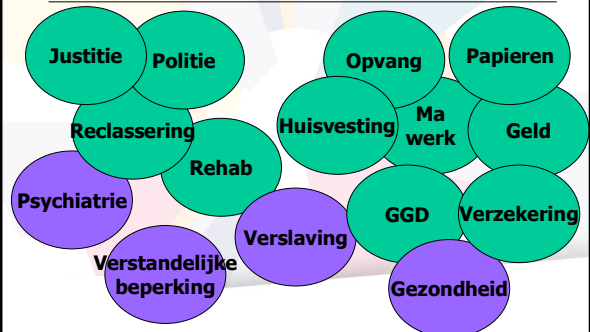 Justitie
Politie
Opvang
Papieren
Reclassering
Huisvesting
Ma
werk
Geld
Rehab
Psychiatrie
GGD
Verzekering
Verslaving
Verstandelijke
beperking
Gezondheid